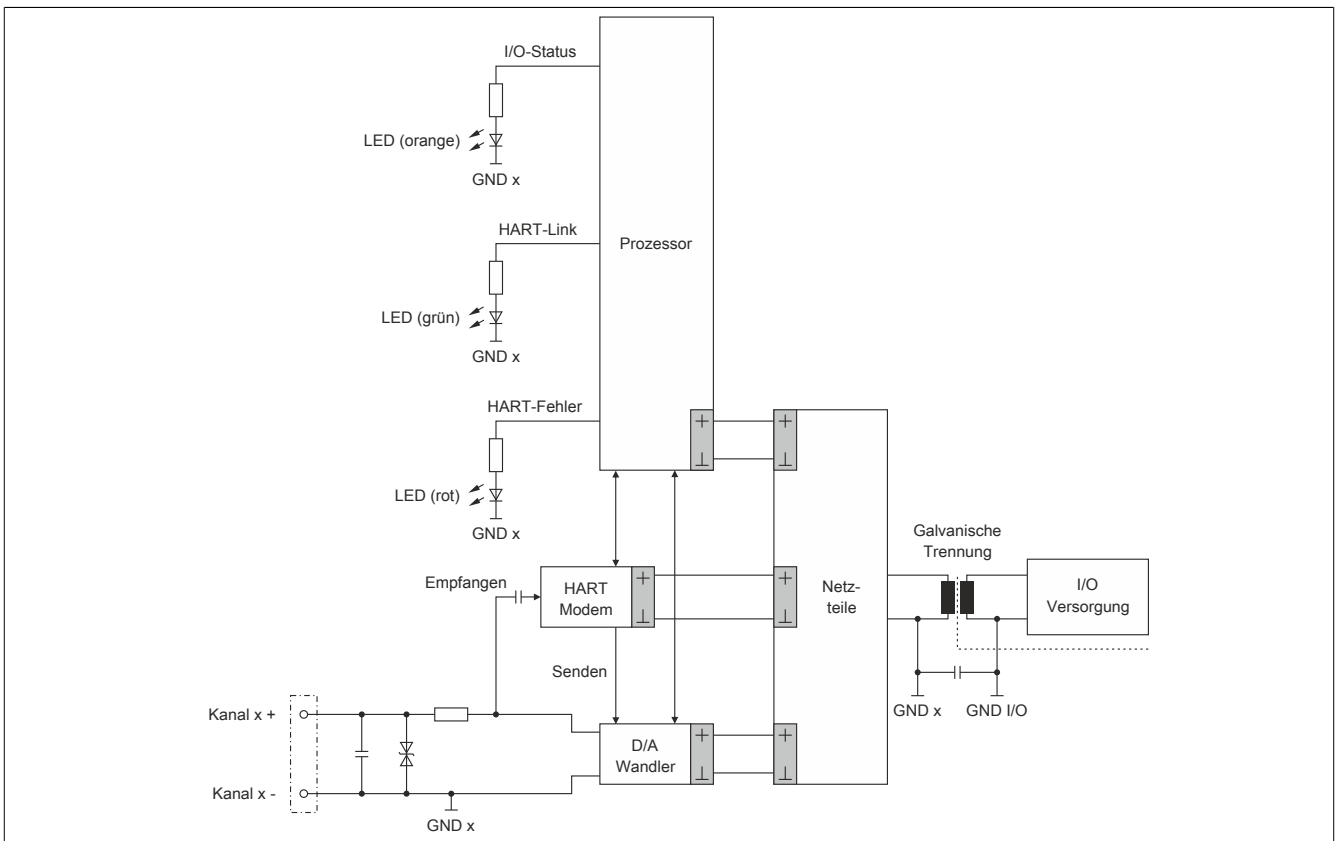 I/O-Status
LED (orange)
GND x
HART-Link
Prozessor
LED (grün)
GND x
HART-Fehler
+
+
⊥
⊥
LED (rot)
GND x
Galvanische
Trennung
Empfangen
HART
Modem
+
⊥
+
⊥
Netz-
teile
I/O
Versorgung
Senden
GND x
GND I/O
Kanal x +
D/A
Wandler
+
⊥
+
⊥
Kanal x -
GND x